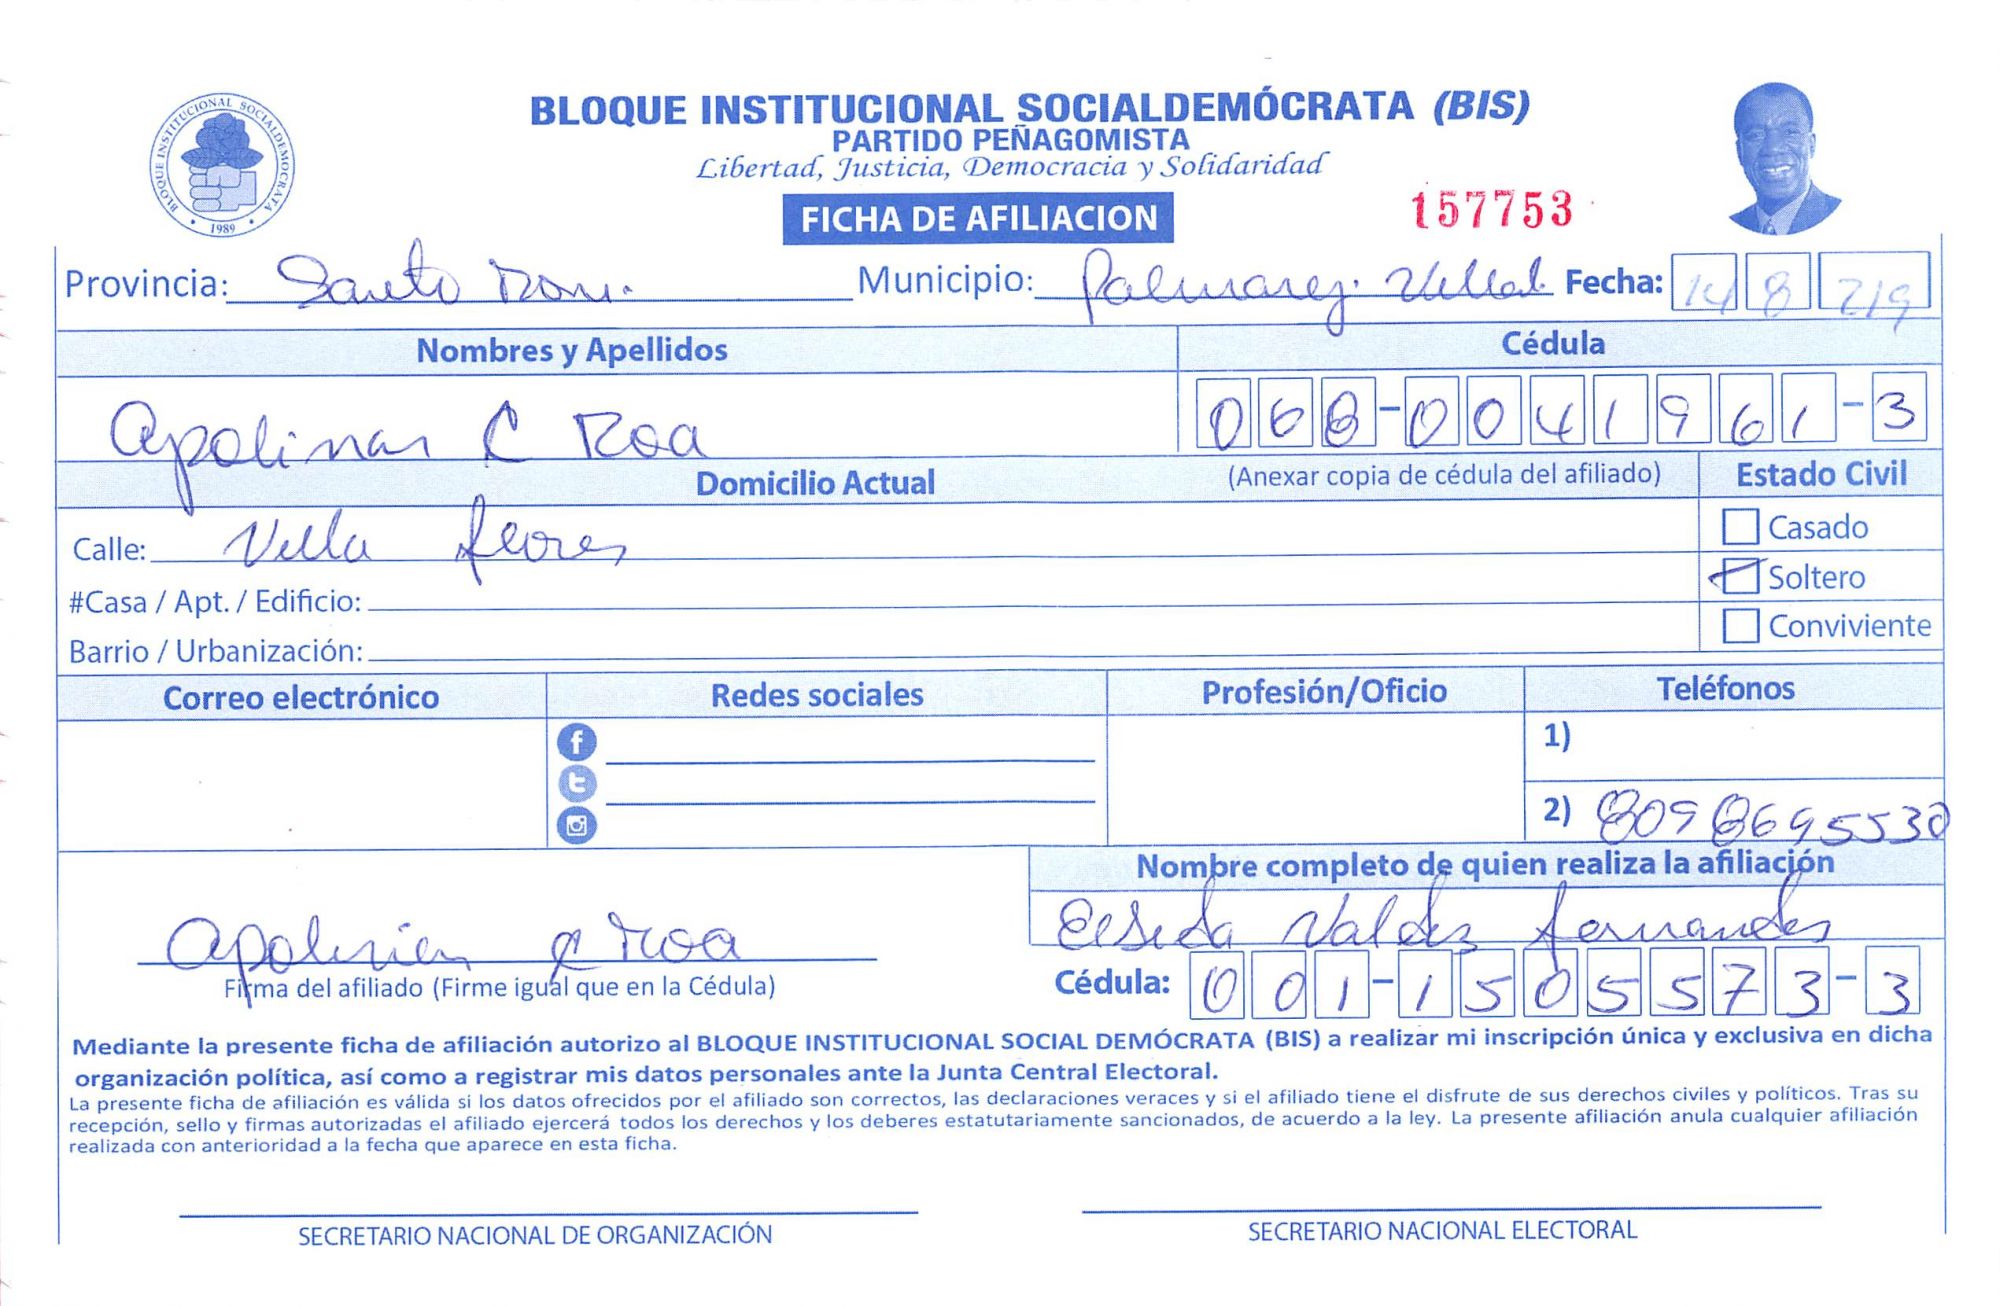 BLOQUE INSTITUCIONAL SOCIALDEMÓCRATA (BIS)
PARTIDO PEÑAGOMISTA
Libertad, Justicia, Democracia y Solidaridad
BLOQUE INSTITUCIONAL SOCIALDEMOCRATA
1989
FICHA DE AFILIACION
157753
Provincia: Santo Dom. Municipio: Palmarej. Villal Fecha: 14 8 219
Nombres y Apellidos Cédula
Apolinar C Roa 068-0041961-3
Domicilio Actual (Anexar copia de cédula del afiliado) Estado Civil
Calle: Villa flores Casado
#Casa / Apt. / Edificio: Soltero
Barrio / Urbanización: Conviviente
Correo electrónico Redes sociales Profesión/Oficio Teléfonos
1)
2) 809 8695530
Nombre completo de quien realiza la afiliación
Valdez fernandes
C Roa
Firma del afiliado (Firme igual que en la Cédula) Cédula: 001-1505573-3
Mediante la presente ficha de afiliación autorizo al BLOQUE INSTITUCIONAL SOCIAL DEMÓCRATA (BIS) a realizar mi inscripción única y exclusiva en dicha
organización política, así como a registrar mis datos personales ante la Junta Central Electoral.
La presente ficha de afiliación es válida si los datos ofrecidos por el afiliado son correctos, las declaraciones veraces y si el afiliado tiene el disfrute de sus derechos civiles y políticos. Tras su
recepción, sello y firmas autorizadas el afiliado ejercerá todos los derechos y los deberes estatutariamente sancionados, de acuerdo a la ley. La presente afiliación anula cualquier afiliación
realizada con anterioridad a la fecha que aparece en esta ficha.
SECRETARIO NACIONAL DE ORGANIZACIÓN SECRETARIO NACIONAL ELECTORAL